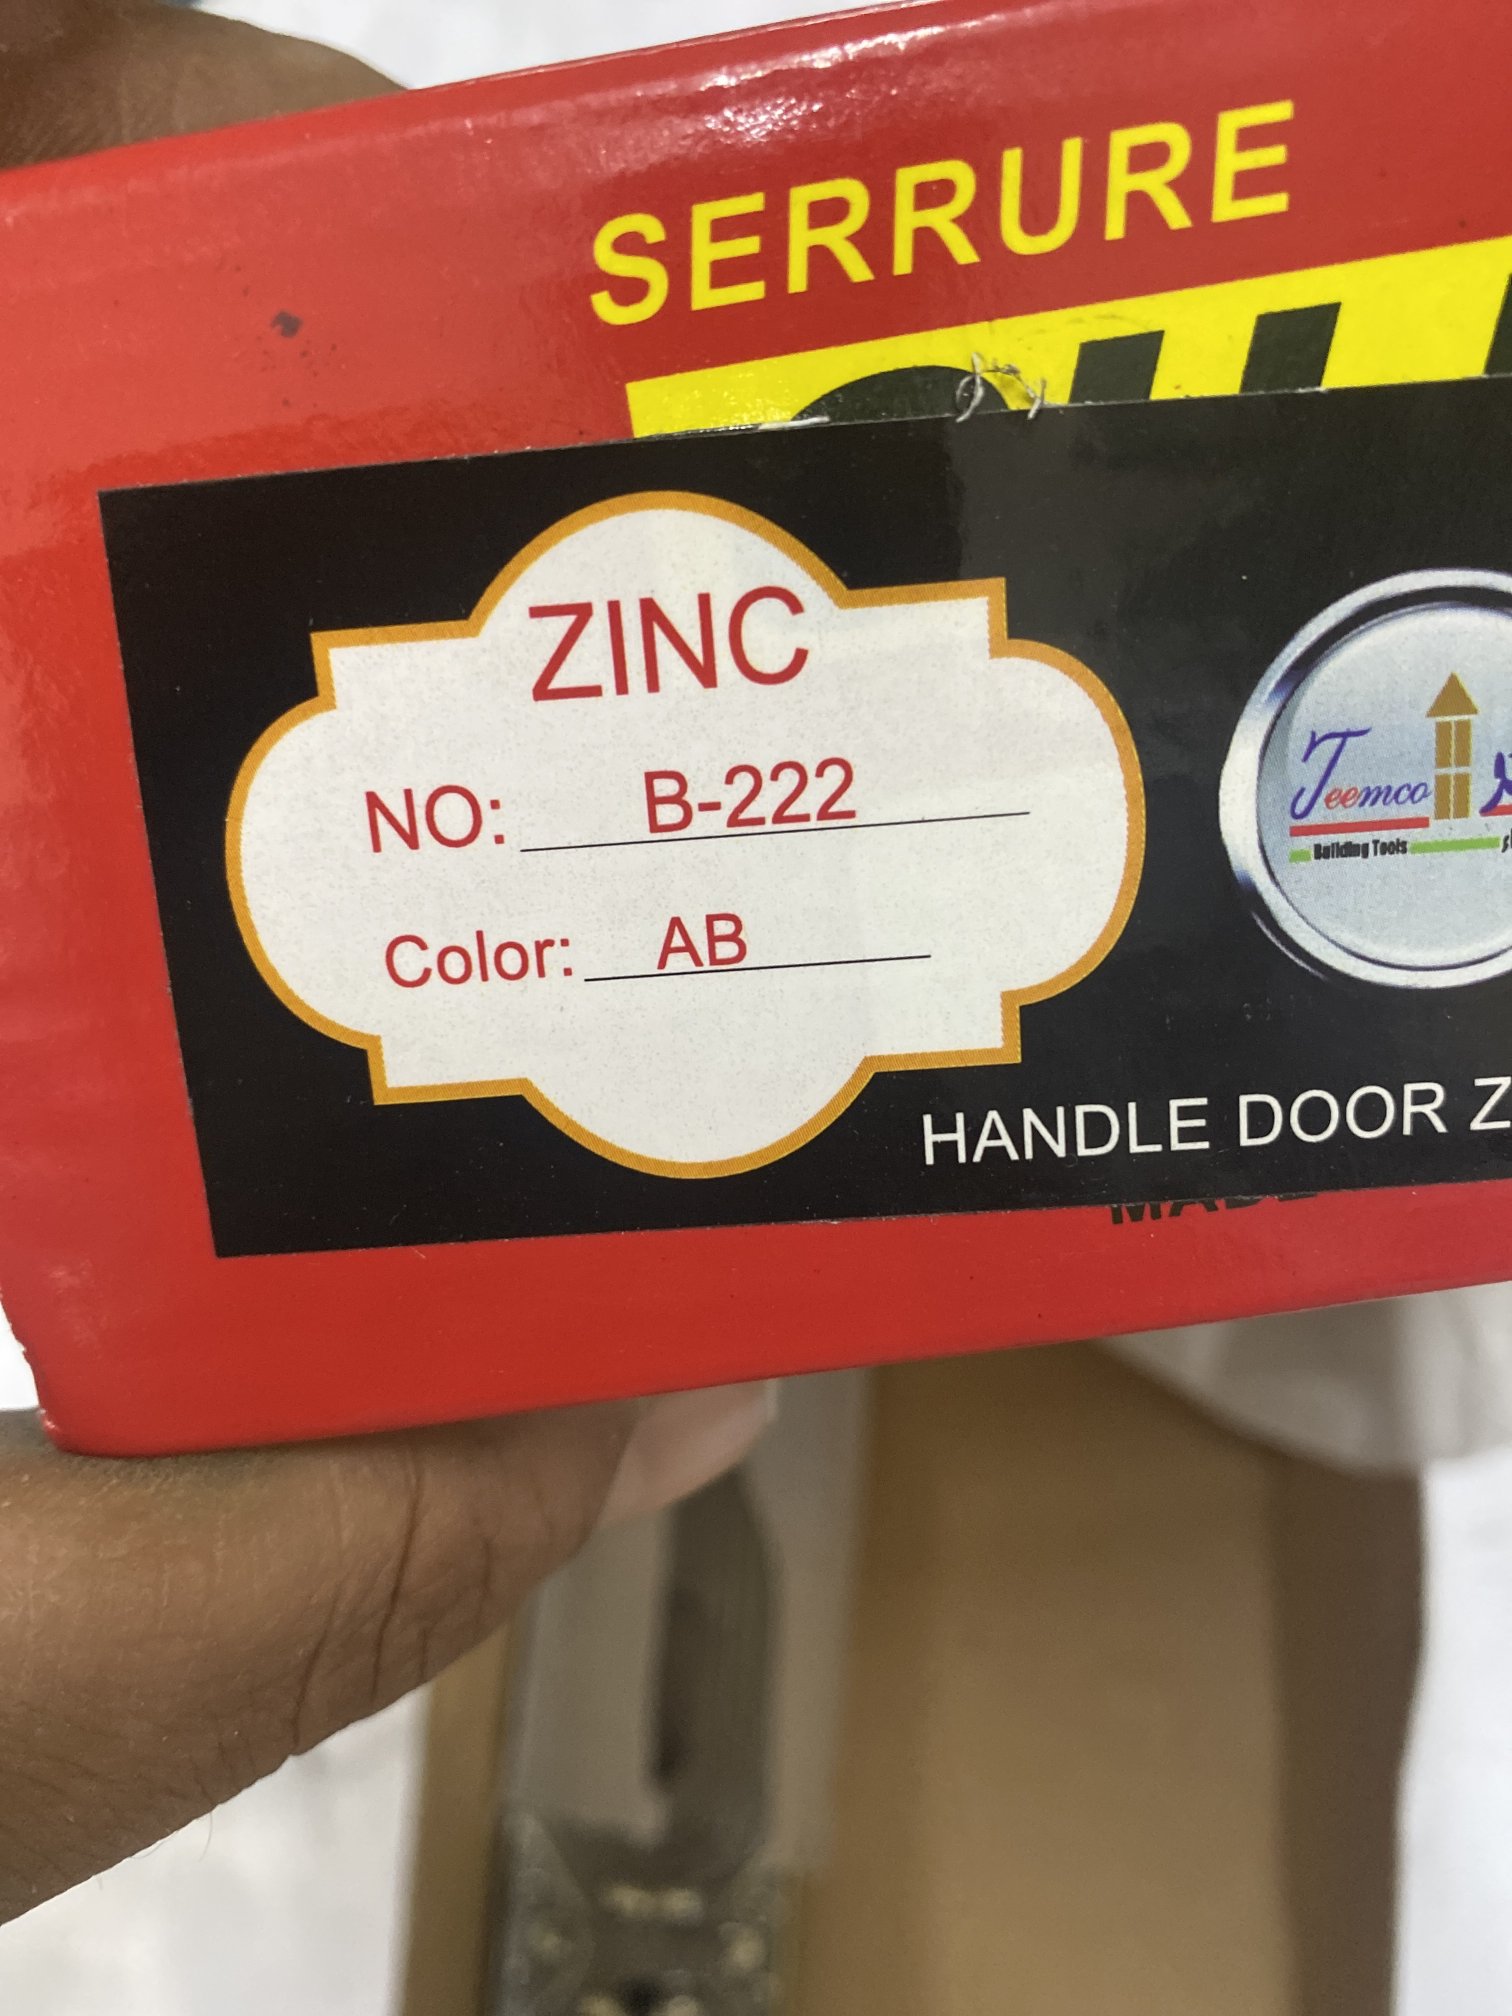 SERRURE
ZINC
NO: B-222
Color: AB
Teemco
Building Tools
HANDLE DOOR Z